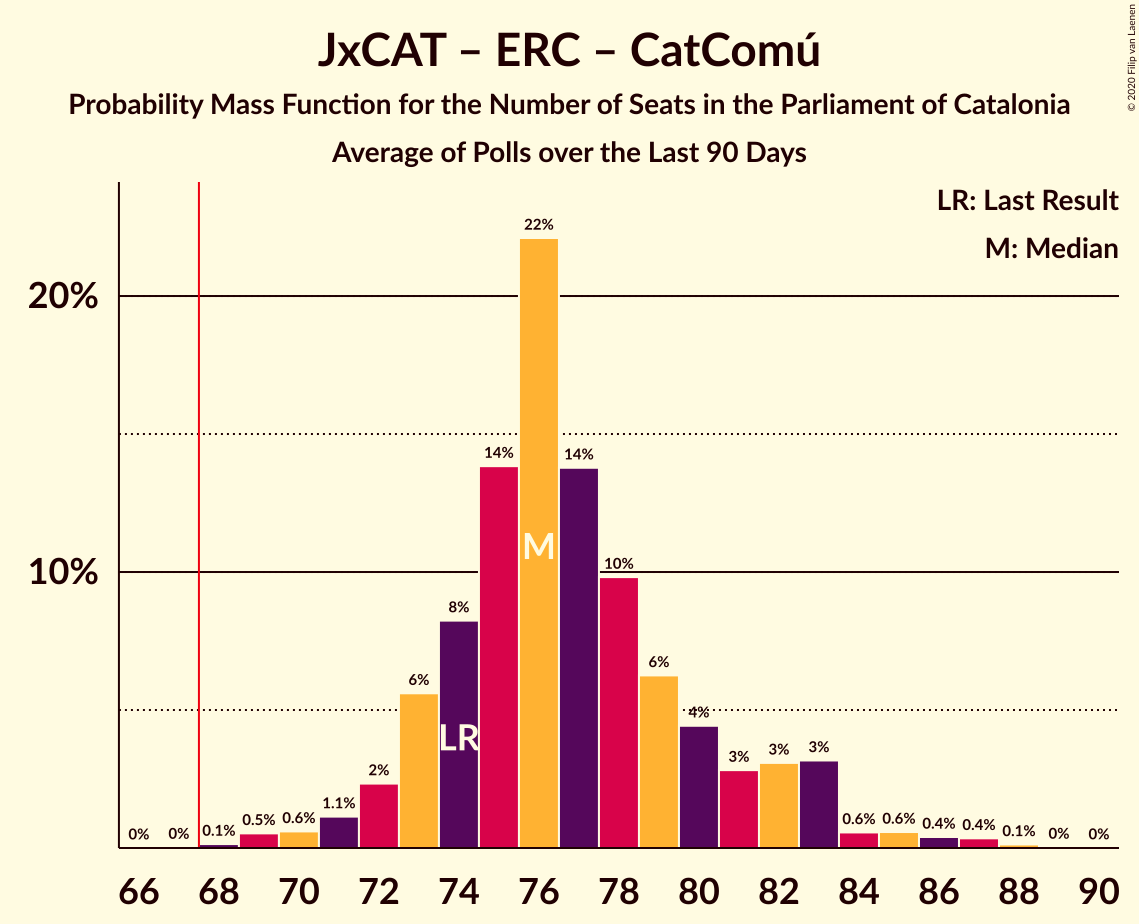 JxCAT – ERC – CatComú
Probability Mass Function for the Number of Seats in the Parliament of Catalonia
Average of Polls over the Last 90 Days
© 2020 Filip van Laenen
LR: Last Result
M: Median
20%
10%
0% 0% 0.1% 0.5% 0.6% 1.1% 2% 6% 8% 14% 22% 14% 10% 6% 4% 3% 3% 3% 0.6% 0.6% 0.4% 0.4% 0.1% 0% 0%
LR
M
66 68 70 72 74 76 78 80 82 84 86 88 90